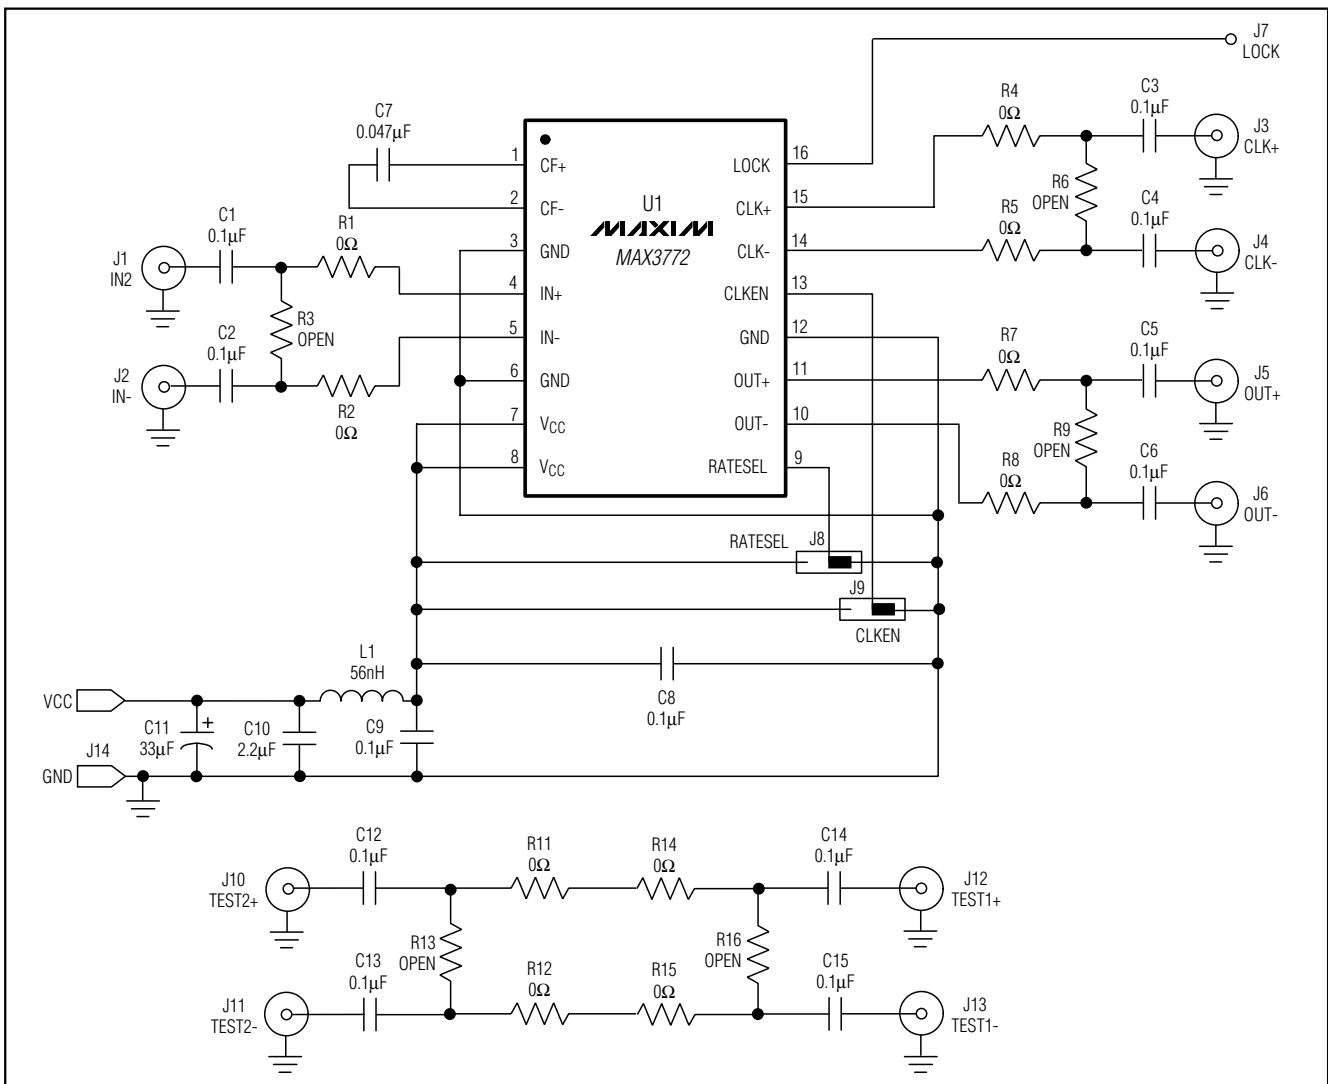 J7
LOCK
C7
0.047μF
R4
0Ω
C3
0.1μF
J3
CLK+
R6
OPEN
R5
0Ω
C4
0.1μF
J4
CLK-
U1
MAXIM
MAX3772
1
CF+
2
CF-
3
GND
4
IN+
5
IN-
6
GND
7
VCC
8
VCC
16
LOCK
15
CLK+
14
CLK-
13
CLKEN
12
GND
11
OUT+
10
OUT-
9
RATESEL
C1
0.1μF
R1
0Ω
J1
IN2
R3
OPEN
C2
0.1μF
J2
IN-
R2
0Ω
R7
0Ω
C5
0.1μF
J5
OUT+
R9
OPEN
R8
0Ω
C6
0.1μF
J6
OUT-
RATESEL
J8
J9
CLKEN
L1
56nH
C8
0.1μF
VCC
C11
33μF
+
C10
2.2μF
C9
0.1μF
J14
GND
C12
0.1μF
R11
0Ω
R14
0Ω
C14
0.1μF
J10
TEST2+
J12
TEST1+
R13
OPEN
R16
OPEN
C13
0.1μF
R12
0Ω
R15
0Ω
C15
0.1μF
J11
TEST2-
J13
TEST1-